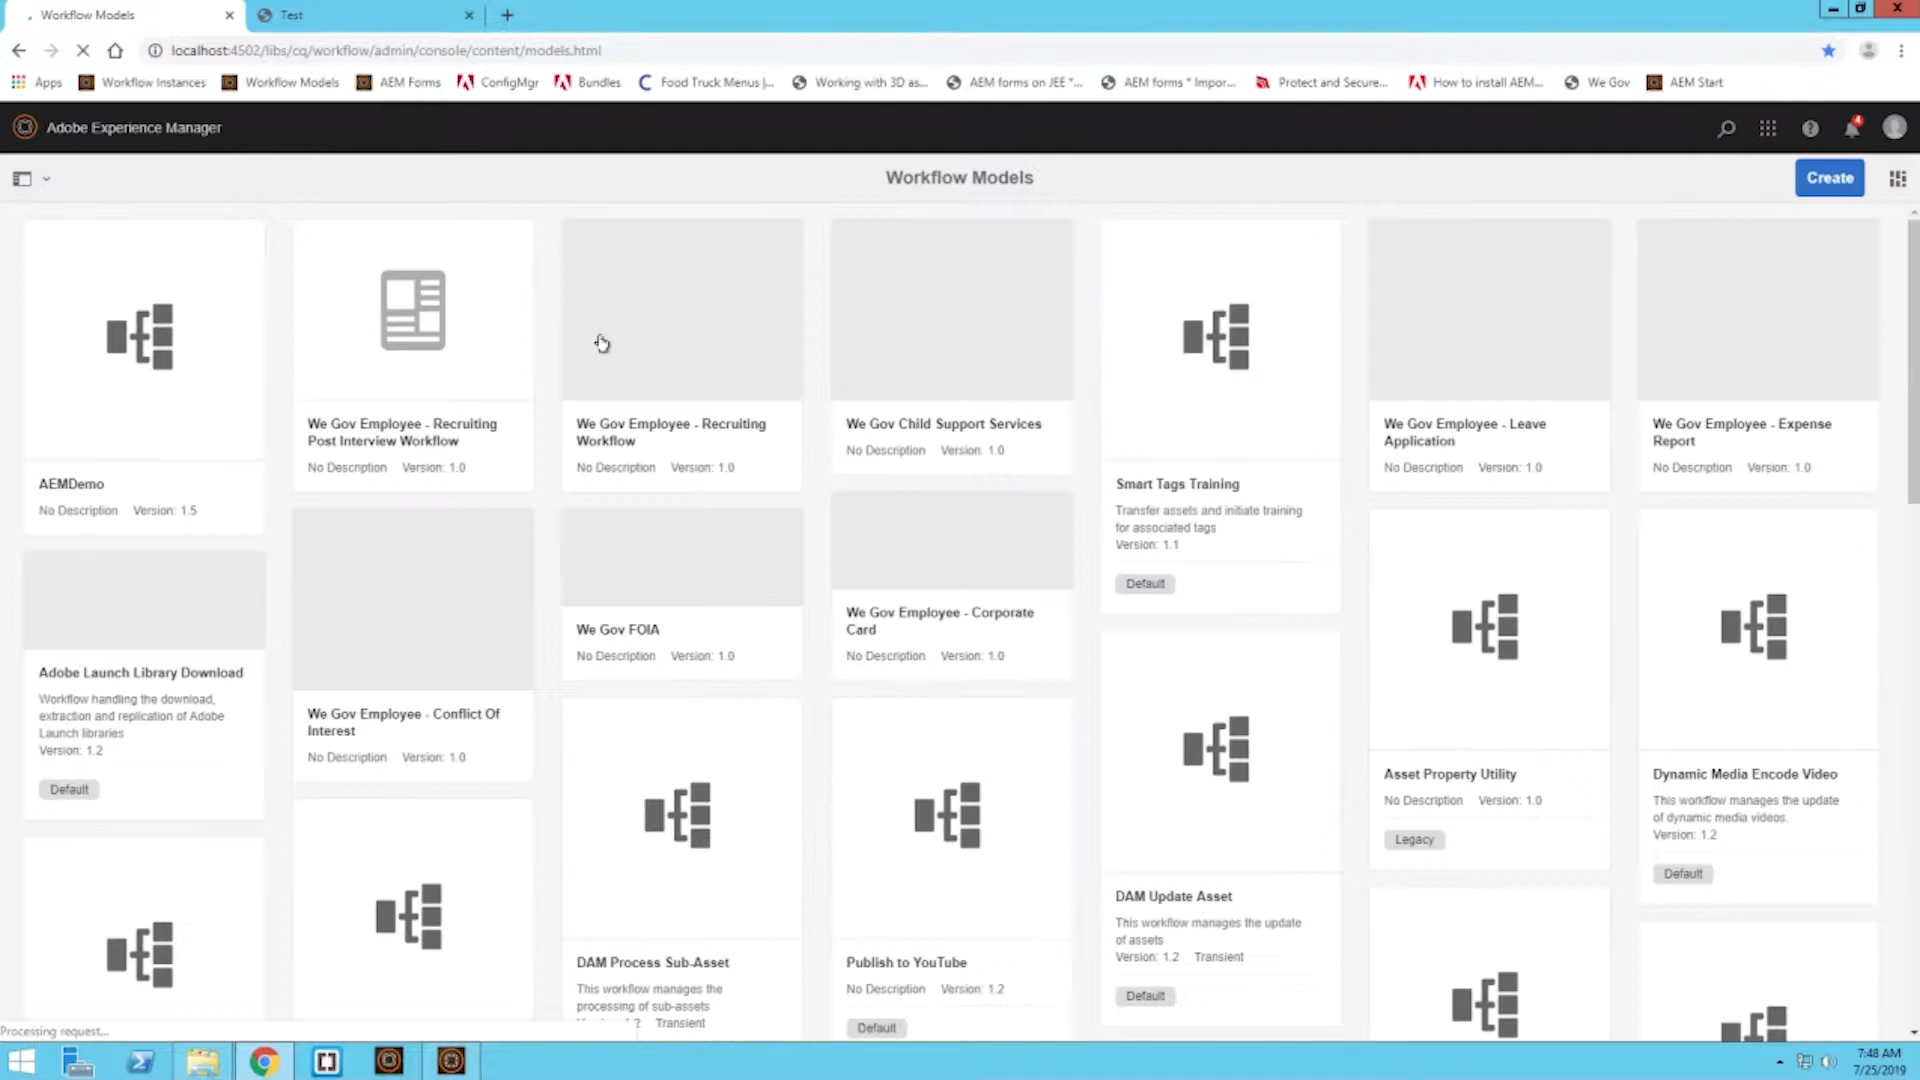 Workflow Models
Test
localhost:4502/libs/cq/workflow/admin/console/content/models.html
Apps Workflow Instances Workflow Models AEM Forms ConfigMgr Bundles Food Truck Menus |... Working with 3D as... AEM forms on JEE "... AEM forms * Impor... Protect and Secure... How to install AEM... We Gov AEM Start
Adobe Experience Manager
4
Workflow Models
Create
AEMDemo
No Description Version: 1.5
Adobe Launch Library Download
Workflow handling the download,
extraction and replication of Adobe
Launch libraries
Version: 1.2
Default
We Gov Employee - Recruiting
Post Interview Workflow
No Description Version: 1.0
We Gov Employee - Conflict Of
Interest
No Description Version: 1.0
We Gov Employee - Recruiting
Workflow
No Description Version: 1.0
We Gov FOIA
No Description Version: 1.0
DAM Process Sub-Asset
This workflow manages the
processing of sub-assets
Transient
We Gov Child Support Services
No Description Version: 1.0
We Gov Employee - Corporate
Card
No Description Version: 1.0
Publish to YouTube
No Description Version: 1.2
Default
Smart Tags Training
Transfer assets and initiate training
for associated tags
Version: 1.1
Default
DAM Update Asset
This workflow manages the update
of assets
Version: 1.2 Transient
Default
We Gov Employee - Leave
Application
No Description Version: 1.0
Asset Property Utility
No Description Version: 1.0
Legacy
We Gov Employee - Expense
Report
No Description Version: 1.0
Dynamic Media Encode Video
This workflow manages the update
of dynamic media videos.
Version: 1.2
Default
Processing request...
7:48 AM
7/25/2019